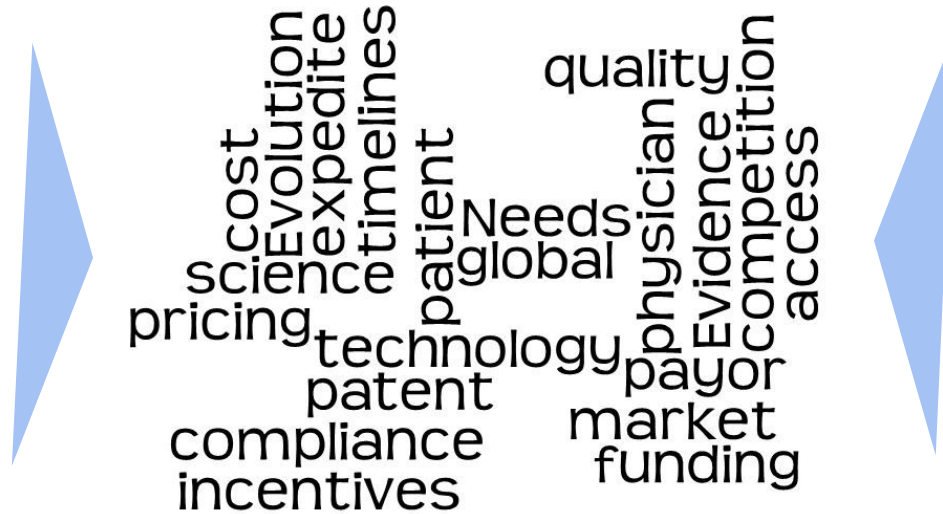 cost
Evolution
expedite
timelines
patient
quality
Needs
global
physician
Evidence
competition
access
science
pricing
technology
payor
patent
market
compliance
funding
incentives